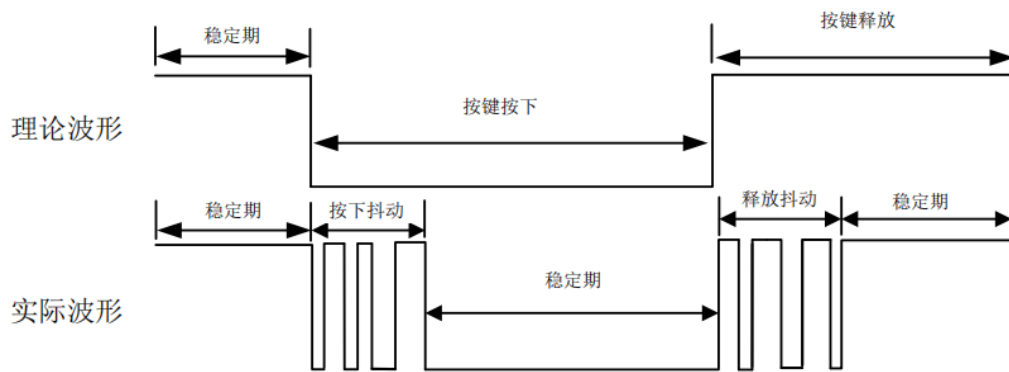 稳定期
按键释放
按键按下
理论波形
稳定期
按下抖动
释放抖动
稳定期
稳定期
实际波形